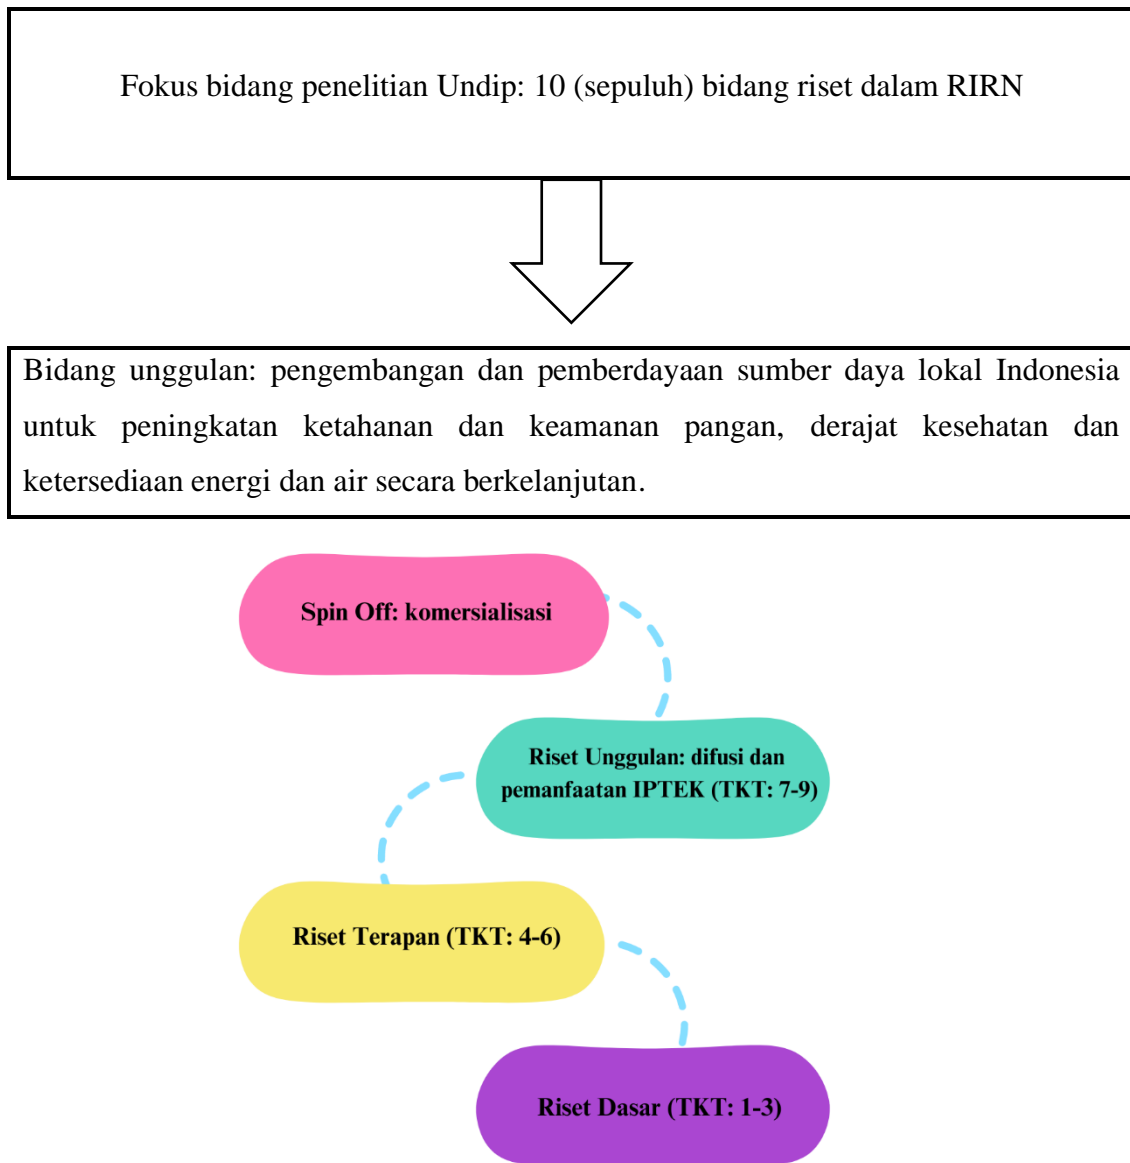 Fokus bidang penelitian Undip: 10 (sepuluh) bidang riset dalam RIRN
Bidang unggulan: pengembangan dan pemberdayaan sumber daya lokal Indonesia
untuk peningkatan ketahanan dan keamanan pangan, derajat kesehatan dan
ketersediaan energi dan air secara berkelanjutan.
Spin Off: komersialisasi
Riset Unggulan: difusi dan
pemanfaatan IPTEK (TKT: 7-9)
Riset Terapan (TKT: 4-6)
Riset Dasar (TKT: 1-3)